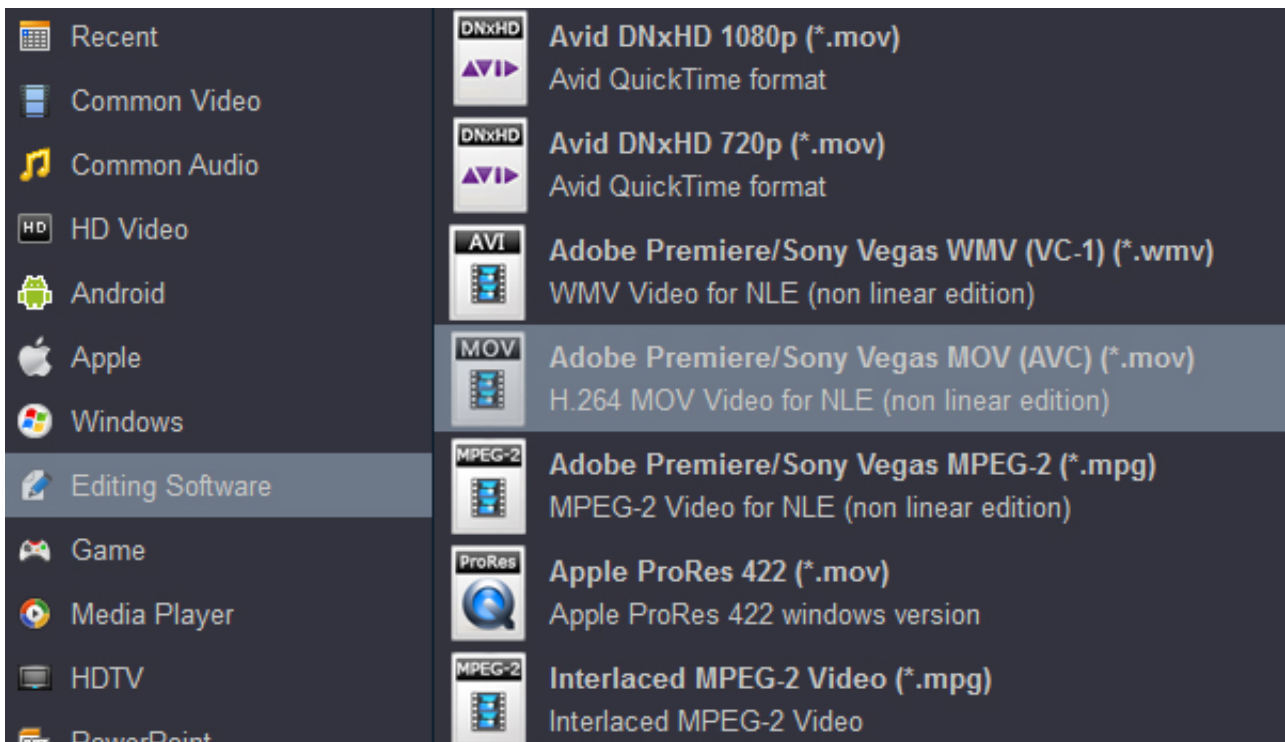 Recent
Common Video
Common Audio
HD
HD Video
Android
Apple
Windows
Editing Software
Game
Media Player
HDTV
PowerPoint
DNxHD
AVID
Avid DNxHD 1080p (*.mov)
Avid QuickTime format
DNxHD
AVID
Avid DNxHD 720p (*.mov)
Avid QuickTime format
AVI
Adobe Premiere/Sony Vegas WMV (VC-1) (*.wmv)
WMV Video for NLE (non linear edition)
MOV
Adobe Premiere/Sony Vegas MOV (AVC) (*.mov)
H.264 MOV Video for NLE (non linear edition)
MPEG-2
Adobe Premiere/Sony Vegas MPEG-2 (*.mpg)
MPEG-2 Video for NLE (non linear edition)
ProRes
Apple ProRes 422 (*.mov)
Apple ProRes 422 windows version
MPEG-2
Interlaced MPEG-2 Video (*.mpg)
Interlaced MPEG-2 Video